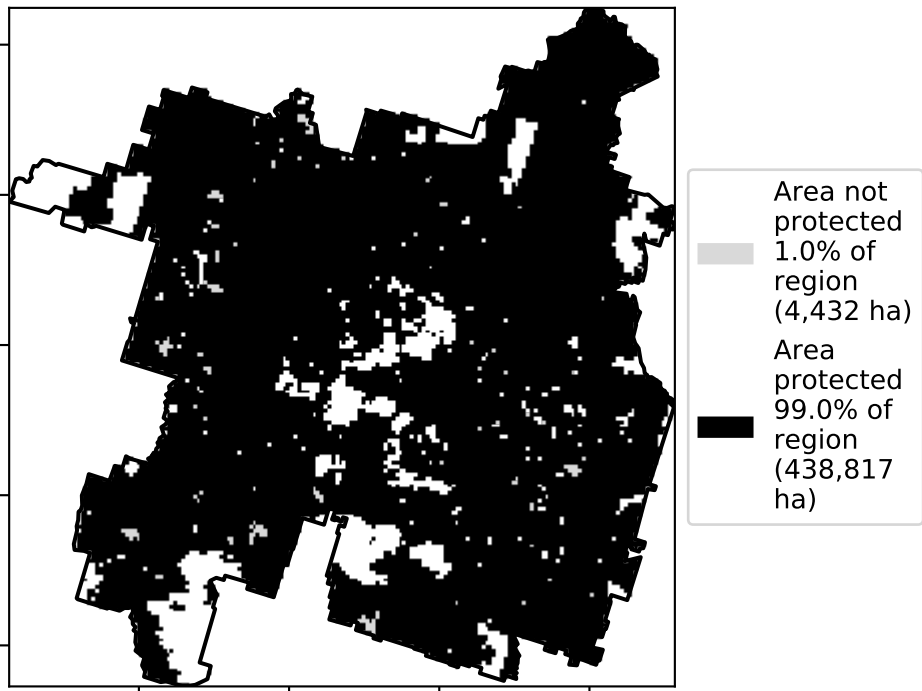 Area not
protected
1.0% of
region
(4,432 ha)
Area
protected
99.0% of
region
(438,817
ha)